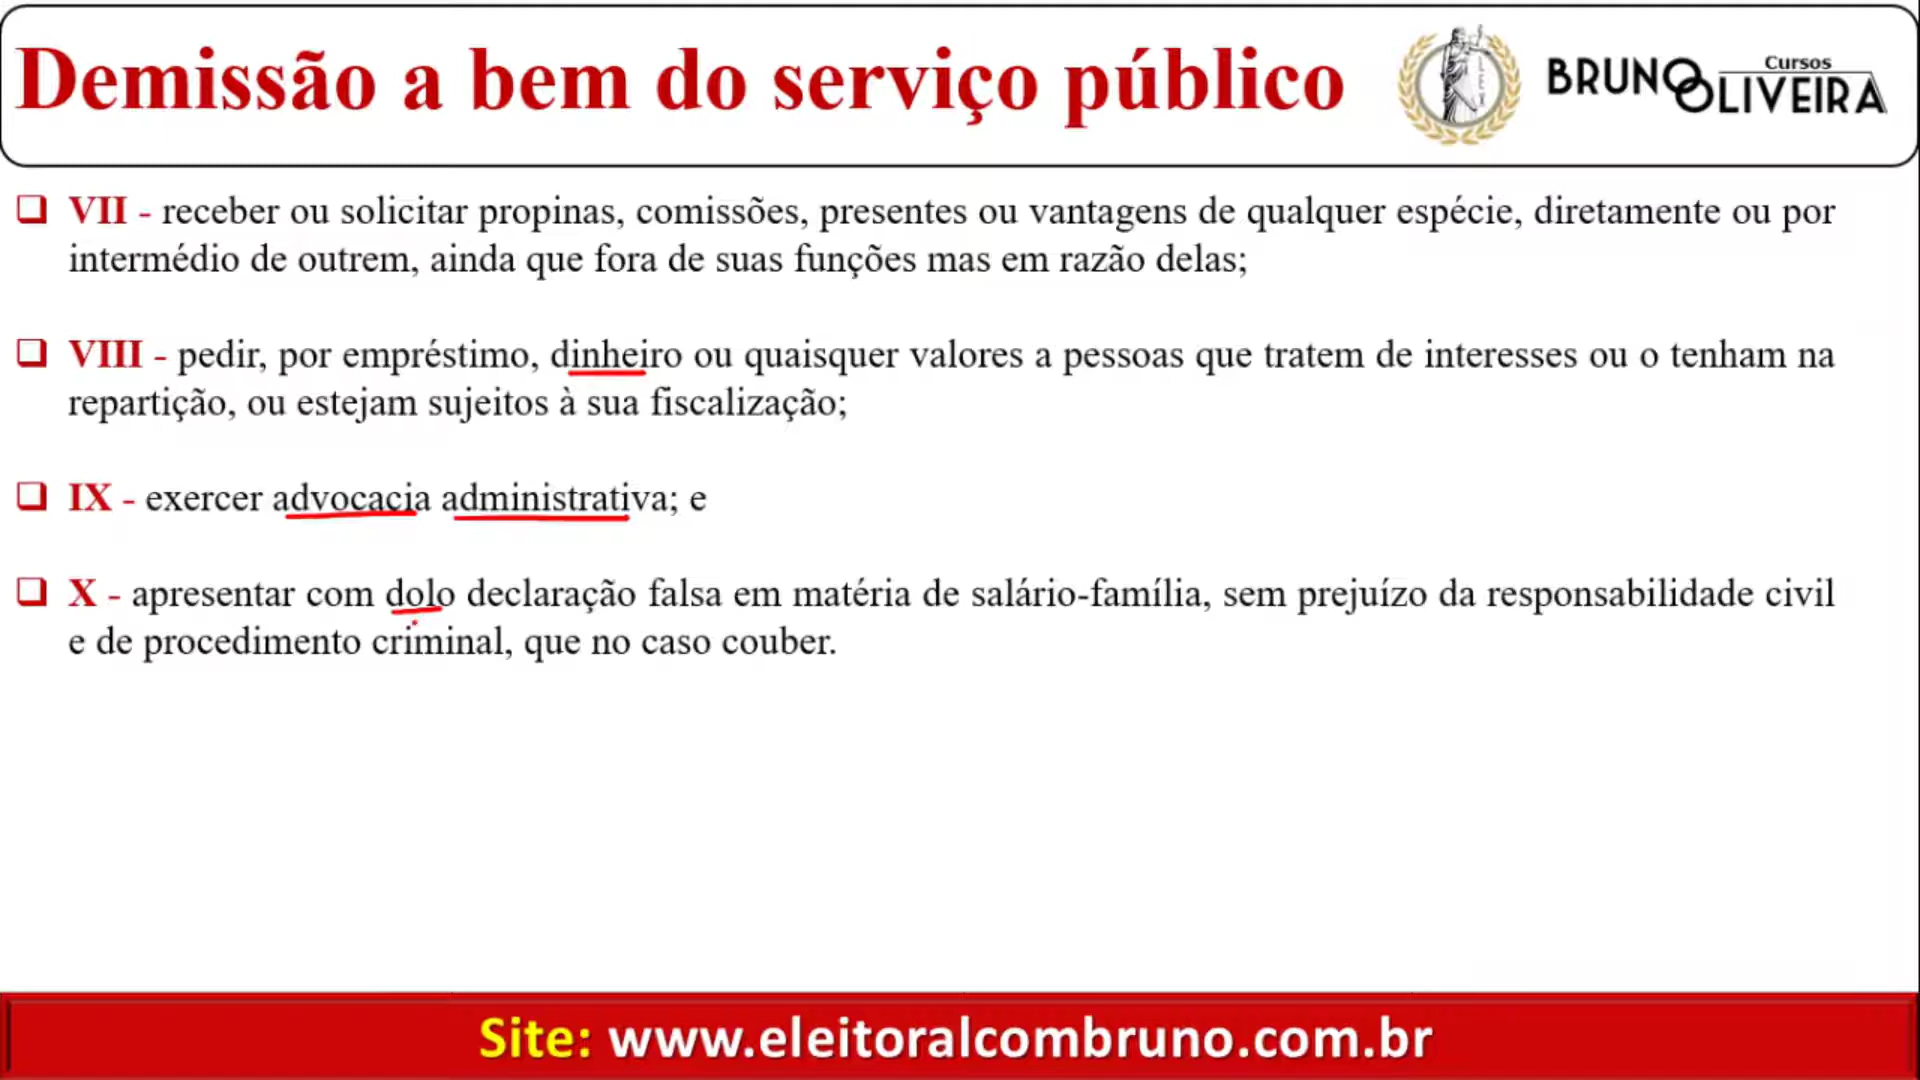 Demissão a bem do serviço público
Cursos
BRUNO OLIVEIRA
VII - receber ou solicitar propinas, comissões, presentes ou vantagens de qualquer espécie, diretamente ou por
intermédio de outrem, ainda que fora de suas funções mas em razão delas;
VIII - pedir, por empréstimo, dinheiro ou quaisquer valores a pessoas que tratem de interesses ou o tenham na
repartição, ou estejam sujeitos à sua fiscalização;
IX - exercer advocacia administrativa; e
X - apresentar com dolo declaração falsa em matéria de salário-família, sem prejuízo da responsabilidade civil
e de procedimento criminal, que no caso couber.
Site: www.eleitoralcombruno.com.br